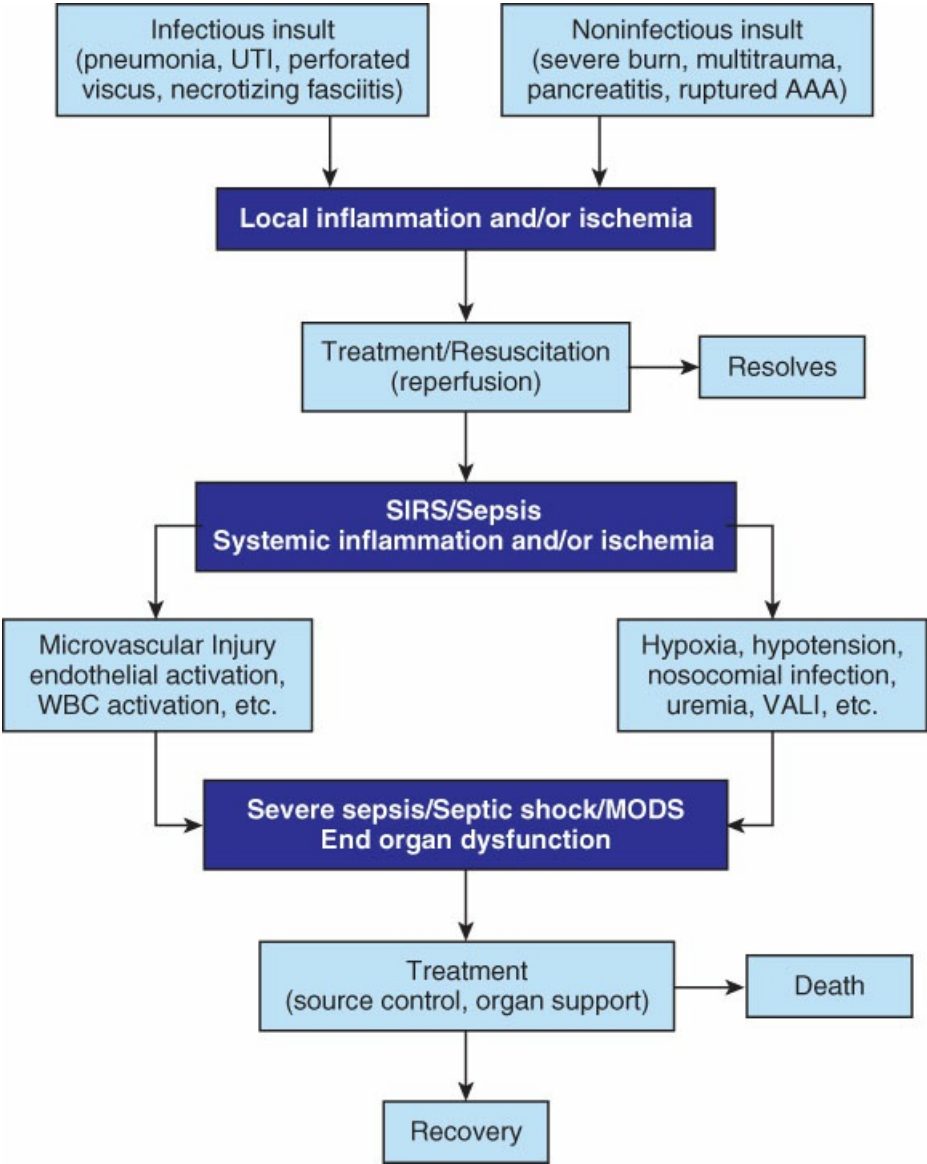 Infectious insult
(pneumonia, UTI, perforated
viscus, necrotizing fasciitis)
Noninfectious insult
(severe burn, multitrauma,
pancreatitis, ruptured AAA)
Local inflammation and/or ischemia
Treatment/Resuscitation
(reperfusion)
Resolves
SIRS/Sepsis
Systemic inflammation and/or ischemia
Microvascular Injury
endothelial activation,
WBC activation, etc.
Hypoxia, hypotension,
nosocomial infection,
uremia, VALI, etc.
Severe sepsis/Septic shock/MODS
End organ dysfunction
Treatment
(source control, organ support)
Death
Recovery